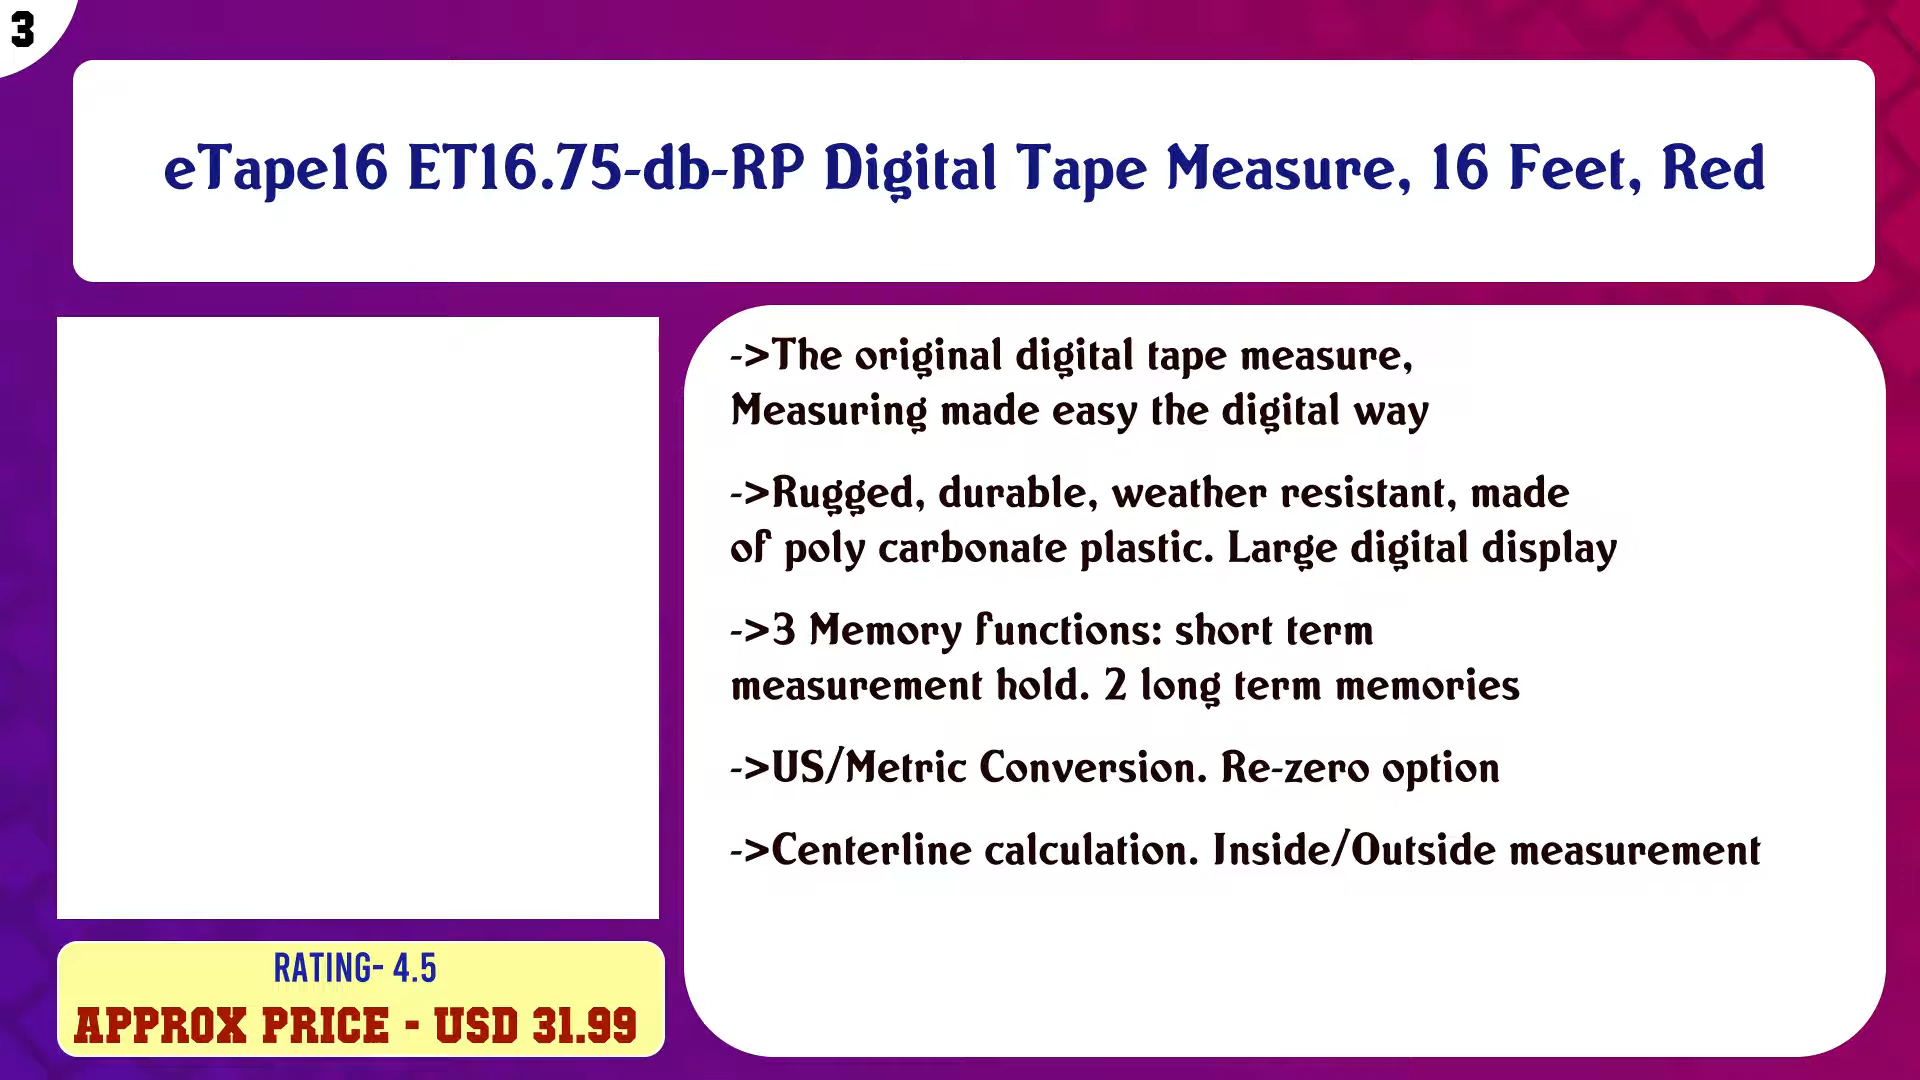 3
eTape16 ET16.75-db-RP Digital Tape Measure, 16 Feet, Red
->The original digital tape measure,
Measuring made easy the digital way
->Rugged, durable, weather resistant, made
of poly carbonate plastic. Large digital display
->3 Memory functions: short term
measurement hold. 2 long term memories
->US/Metric Conversion. Re-zero option
->Centerline calculation. Inside/Outside measurement
RATING- 4.5
APPROX PRICE - USD 31.99